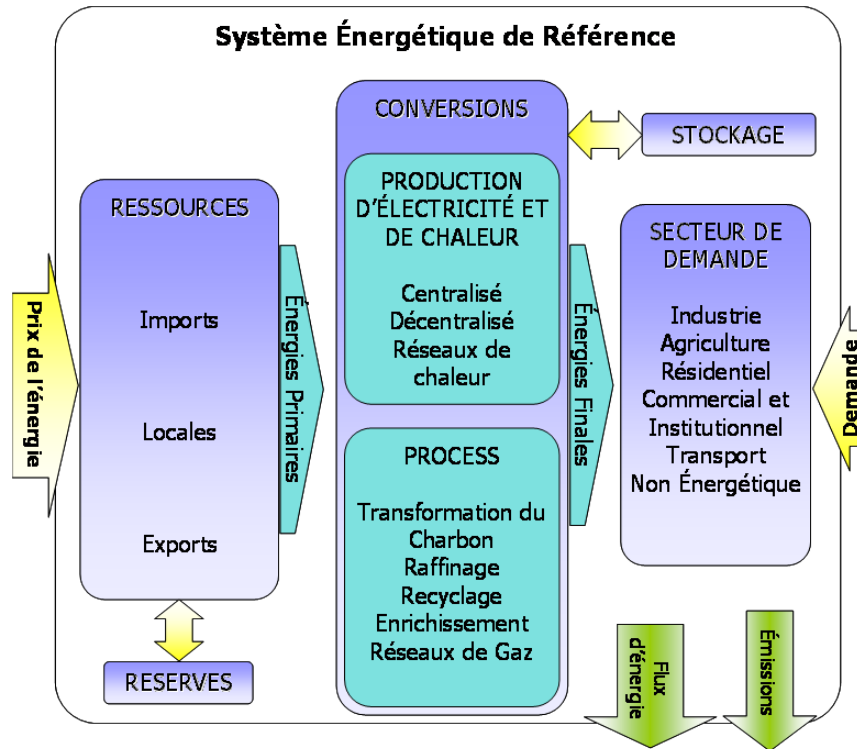 Système Énergétique de Référence
Prix de l'énergie
RESSOURCES
Imports
Locales
Exports
RESERVES
Énergies Primaires
CONVERSIONS
PRODUCTION
D'ÉLECTRICITÉ ET
DE CHALEUR
Centralisé
Décentralisé
Réseaux de
chaleur
PROCESS
Transformation du
Charbon
Raffinage
Recyclage
Enrichissement
Réseaux de Gaz
Énergies Finales
STOCKAGE
SECTEUR DE
DEMANDE
Industrie
Agriculture
Résidentiel
Commercial et
Institutionnel
Transport
Non Énergétique
Demande
Flux
d'énergie
Émissions